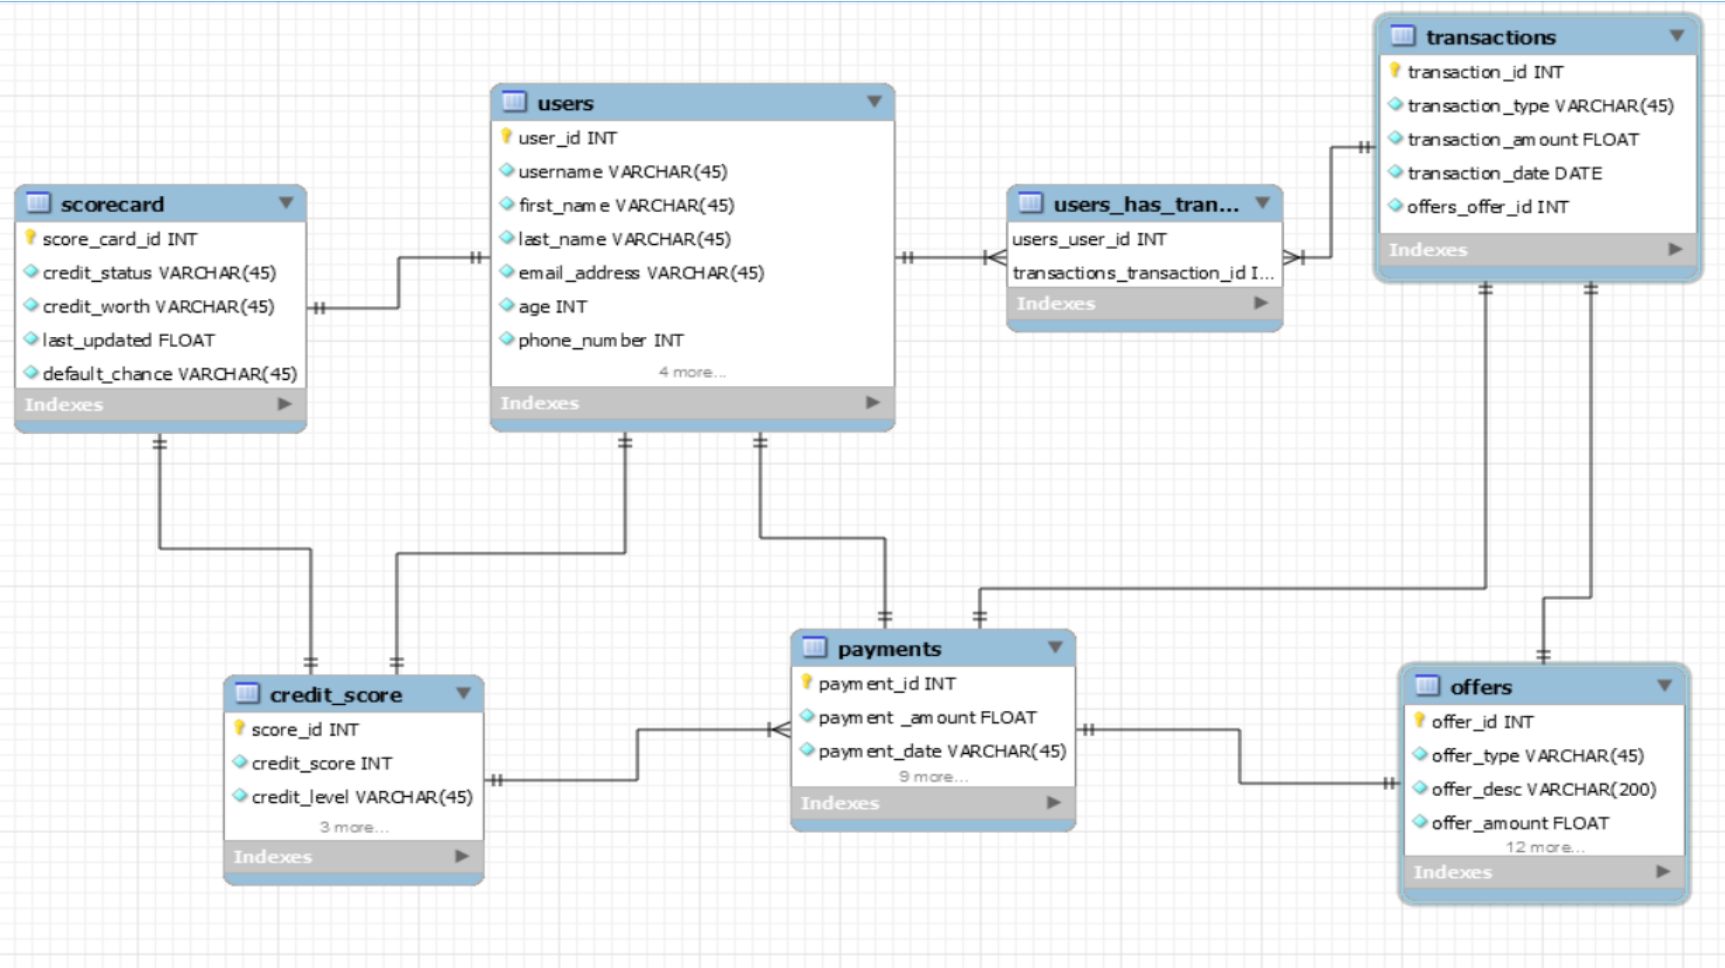 scorecard
score_card_id INT
credit_status VARCHAR(45)
credit_worth VARCHAR(45)
last_updated FLOAT
default_chance VARCHAR(45)
Indexes
users
user_id INT
username VARCHAR(45)
first_name VARCHAR(45)
last_name VARCHAR(45)
email_address VARCHAR(45)
age INT
phone_number INT
4 more...
Indexes
users_has_tran...
users_user_id INT
transactions_transaction_id I...
Indexes
transactions
transaction_id INT
transaction_type VARCHAR(45)
transaction_amount FLOAT
transaction_date DATE
offers_offer_id INT
Indexes
credit_score
score_id INT
credit_score INT
credit_level VARCHAR(45)
3 more...
Indexes
payments
payment_id INT
payment _amount FLOAT
payment_date VARCHAR(45)
9 more...
Indexes
offers
offer_id INT
offer_type VARCHAR(45)
offer_desc VARCHAR(200)
offer_amount FLOAT
12 more...
Indexes